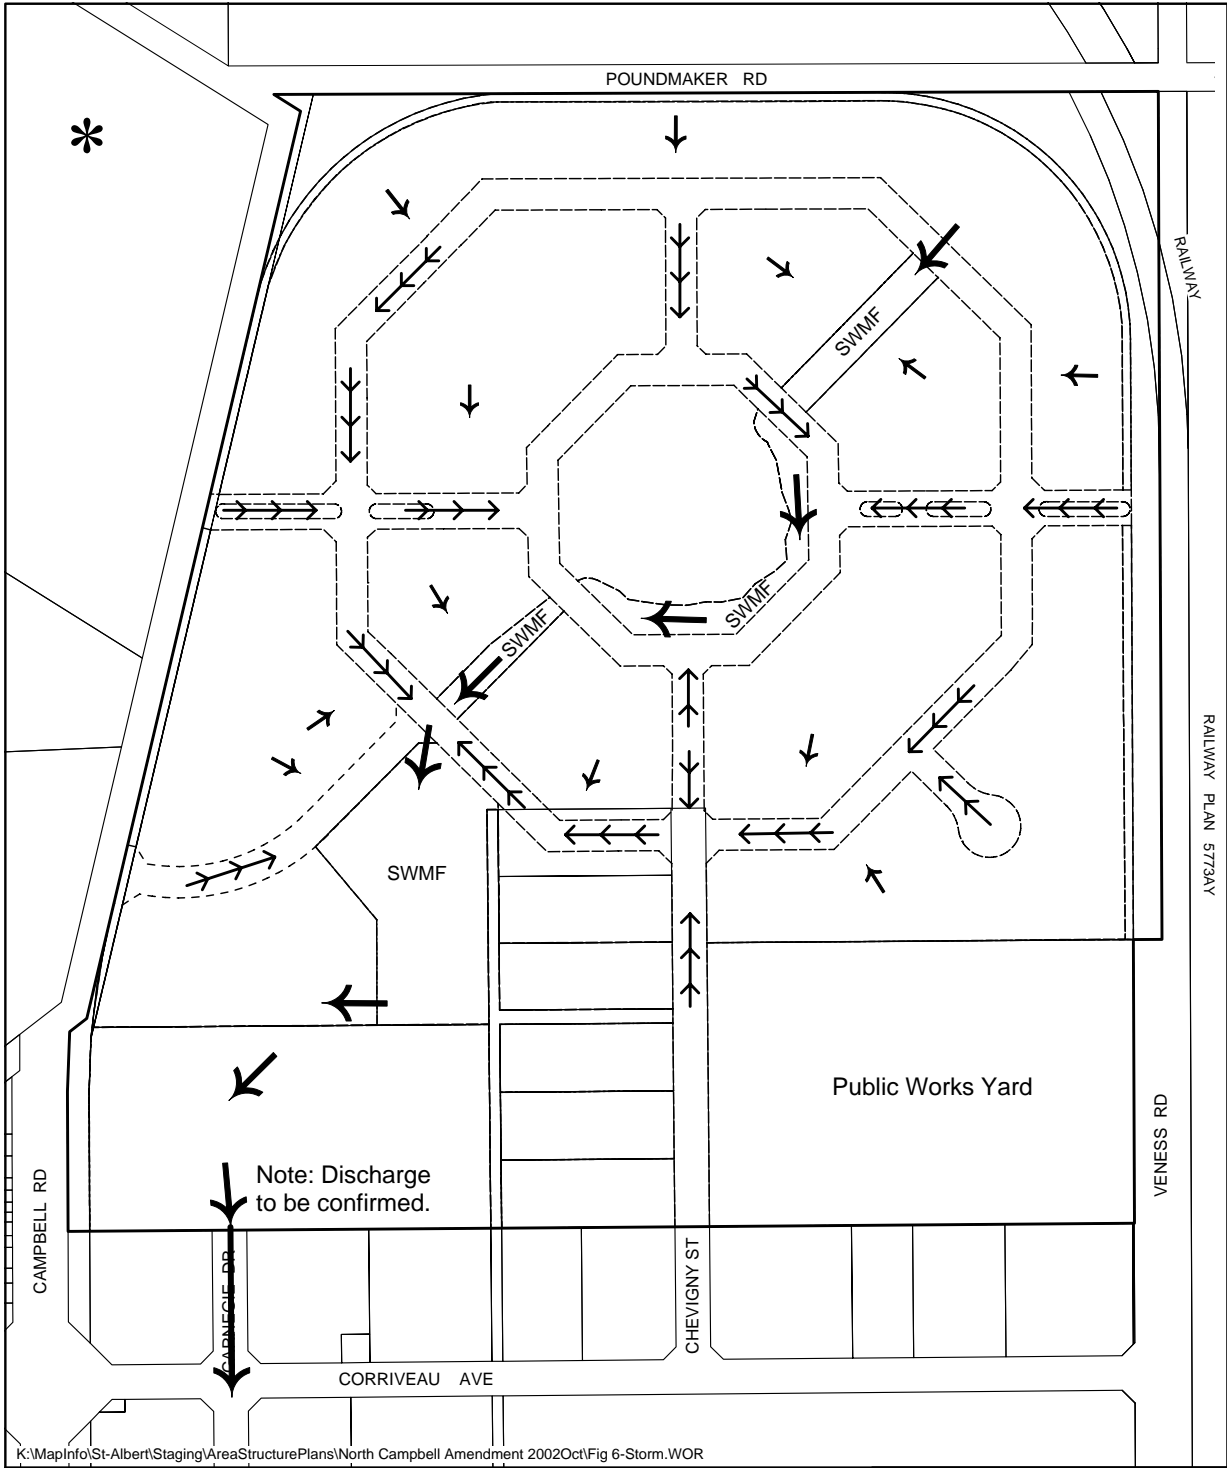 POUNDMAKER RD
*
RAILWAY
SWMF
SWMF
SWMF
RAILWAY PLAN 5773AY
SWMF
Public Works Yard
VENESS RD
Note: Discharge
to be confirmed.
CAMPBELL RD
CARNEGIE DR
CHEVIGNY ST
CORRIVEAU AVE
K:\MapInfo\St-Albert\Staging\AreaStructurePlans\North Campbell Amendment 2002Oct\Fig 6-Storm.WOR